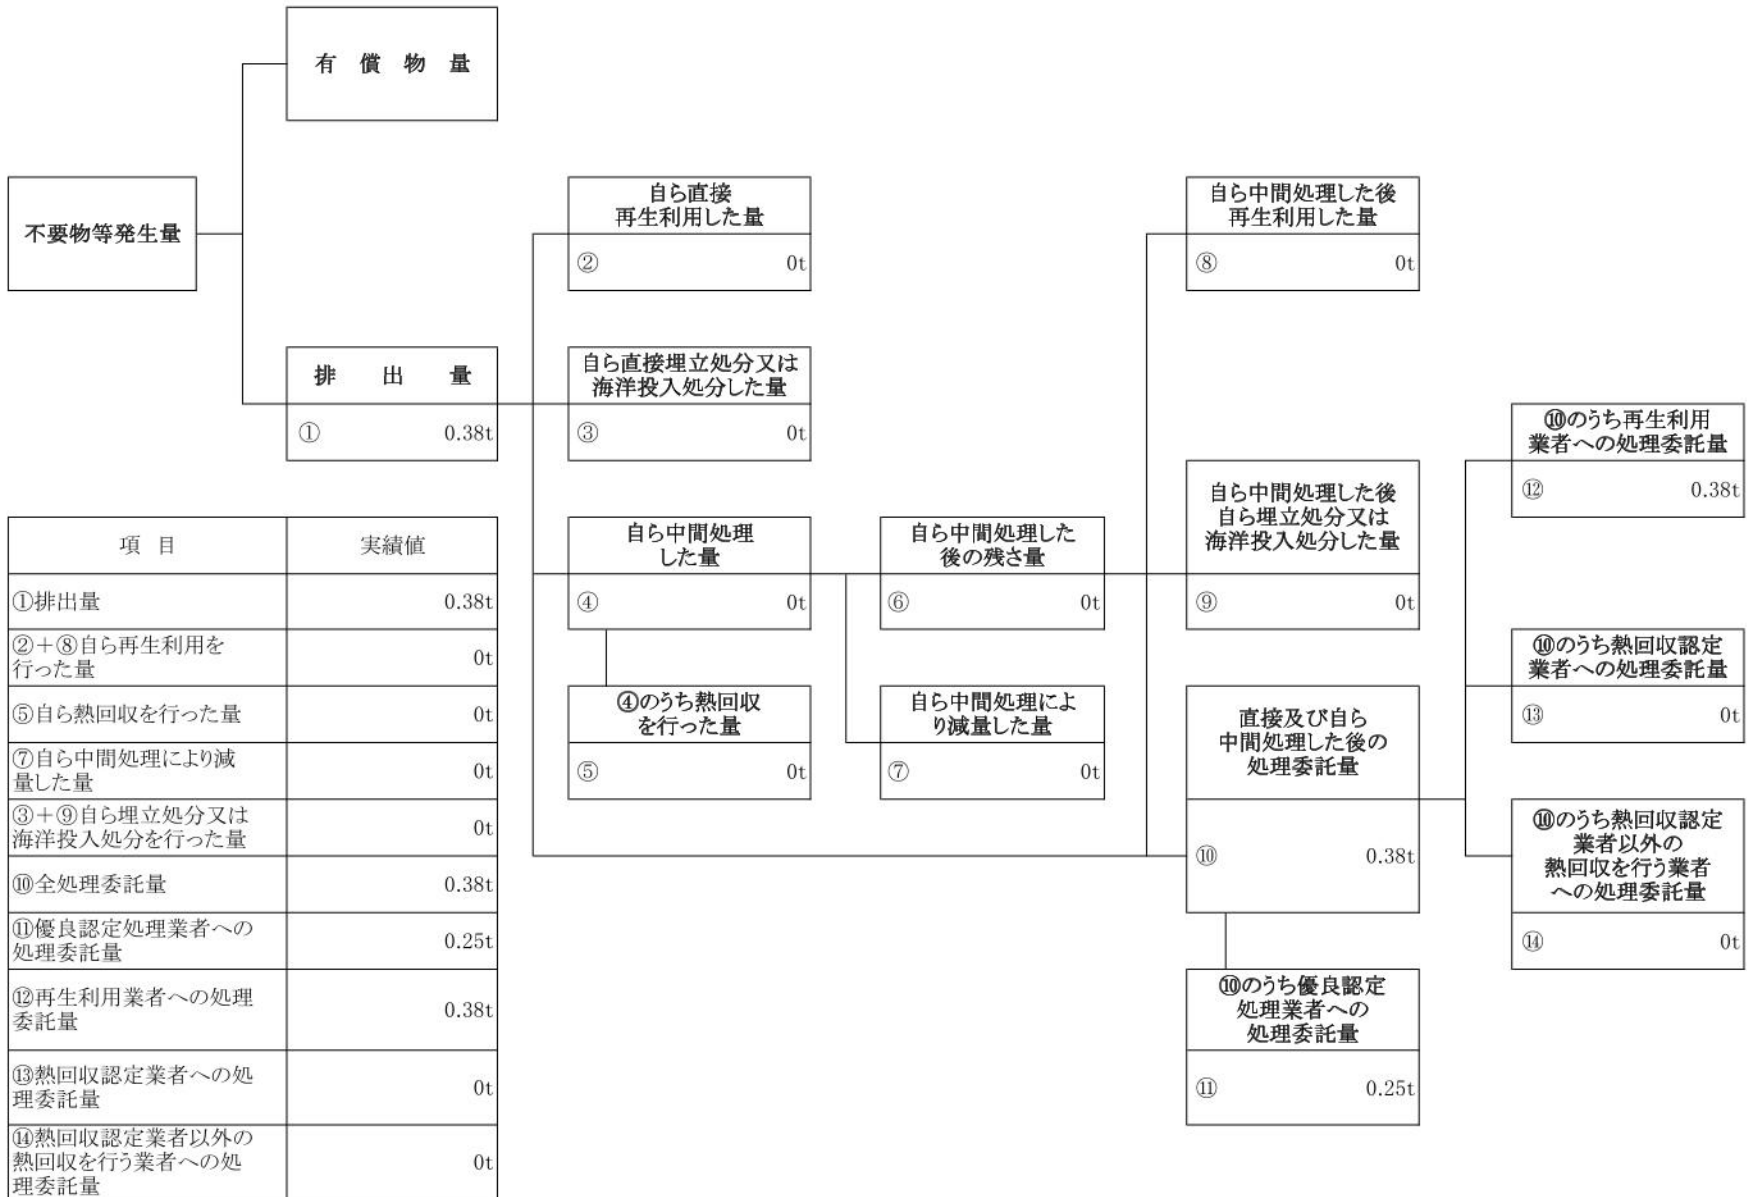 有 償 物 量
不要物等発生量
排 出 量
① 0.38t
自ら直接
再生利用した量
② 0t
自ら直接埋立処分又は
海洋投入処分した量
③ 0t
自ら中間処理
した量
④ 0t
④のうち熱回収
を行った量
⑤ 0t
自ら中間処理した
後の残さ量
⑥ 0t
自ら中間処理によ
り減量した量
⑦ 0t
自ら中間処理した後
再生利用した量
⑧ 0t
自ら中間処理した後
自ら埋立処分又は
海洋投入処分した量
⑨ 0t
直接及び自ら
中間処理した後の
処理委託量
⑩ 0.38t
⑩のうち優良認定
処理業者への
処理委託量
⑪ 0.25t
⑩のうち再生利用
業者への処理委託量
⑫ 0.38t
⑩のうち熱回収認定
業者への処理委託量
⑬ 0t
⑩のうち熱回収認定
業者以外の
熱回収を行う業者
への処理委託量
⑭ 0t
項 目 実績値
①排出量 0.38t
②＋⑧自ら再生利用を
行った量 0t
⑤自ら熱回収を行った量 0t
⑦自ら中間処理により減
量した量 0t
③＋⑨自ら埋立処分又は
海洋投入処分を行った量 0t
⑩全処理委託量 0.38t
⑪優良認定処理業者への
処理委託量 0.25t
⑫再生利用業者への処理
委託量 0.38t
⑬熱回収認定業者への処
理委託量 0t
⑭熱回収認定業者以外の
熱回収を行う業者への処
理委託量 0t